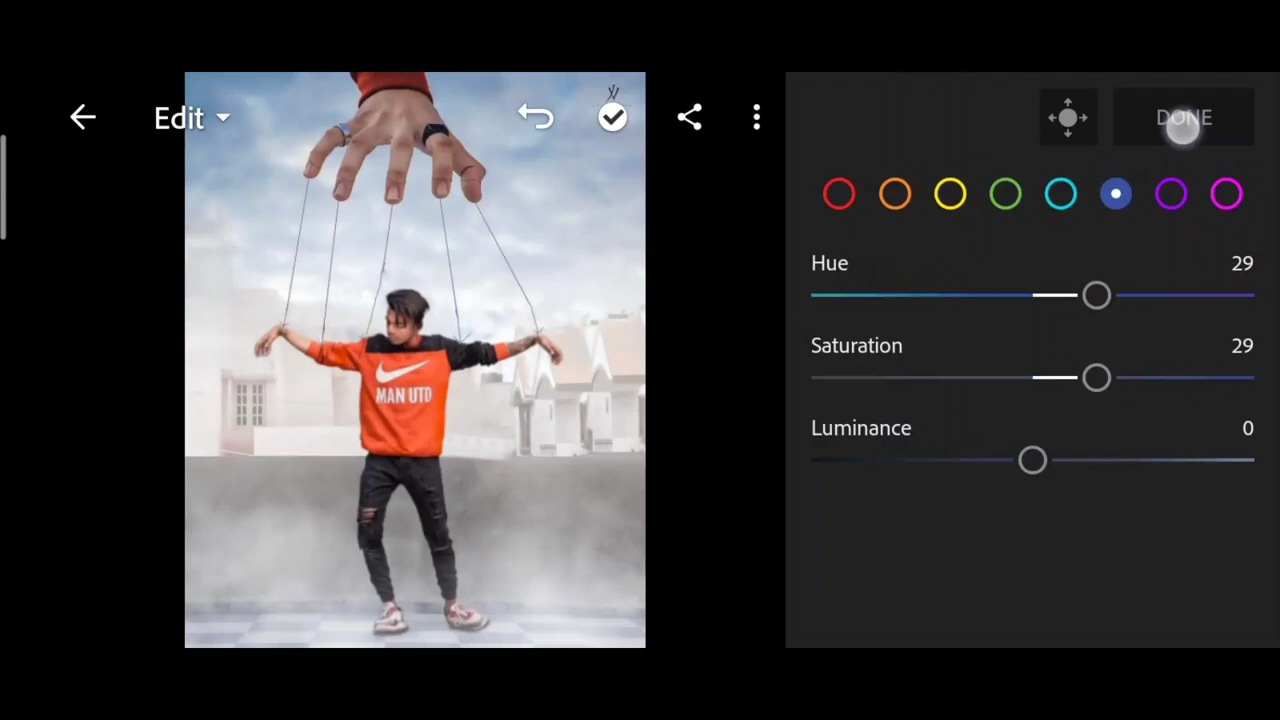 Edit
DONE
Hue 29
Saturation 29
Luminance 0
MAN UTD